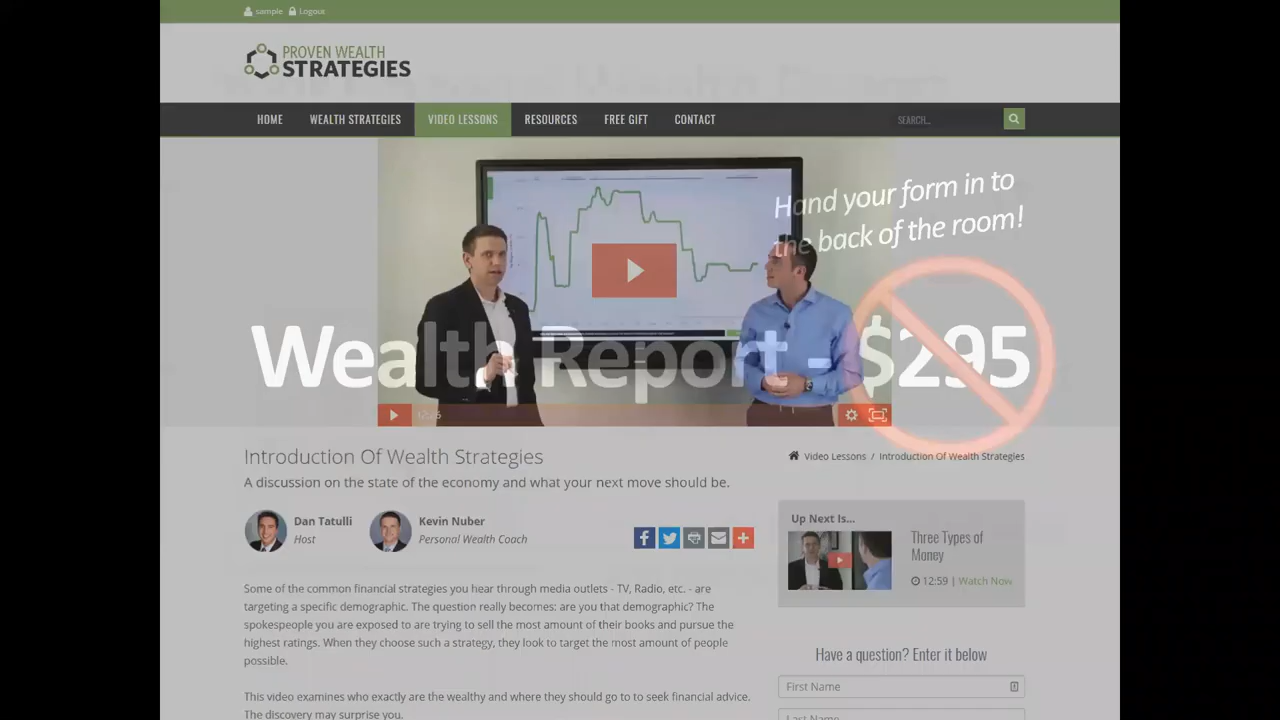 sample Logout
PROVEN WEALTH
STRATEGIES
HOME WEALTH STRATEGIES VIDEO LESSONS RESOURCES FREE GIFT CONTACT SEARCH...
Hand your form in to
the back of the room!
Wealth Report - $295
12:26
Introduction Of Wealth Strategies
Video Lessons / Introduction Of Wealth Strategies
A discussion on the state of the economy and what your next move should be.
Dan Tatulli
Host
Kevin Nuber
Personal Wealth Coach
Up Next Is...
Three Types of
Money
12:59 | Watch Now
Some of the common financial strategies you hear through media outlets - TV, Radio, etc. - are
targeting a specific demographic. The question really becomes: are you that demographic? The
spokespeople you are exposed to are trying to sell the most amount of their books and pursue the
highest ratings. When they choose such a strategy, they look to target the most amount of people
possible.
This video examines who exactly are the wealthy and where they should go to to seek financial advice.
The discovery may surprise you.
Have a question? Enter it below
First Name
Last Name